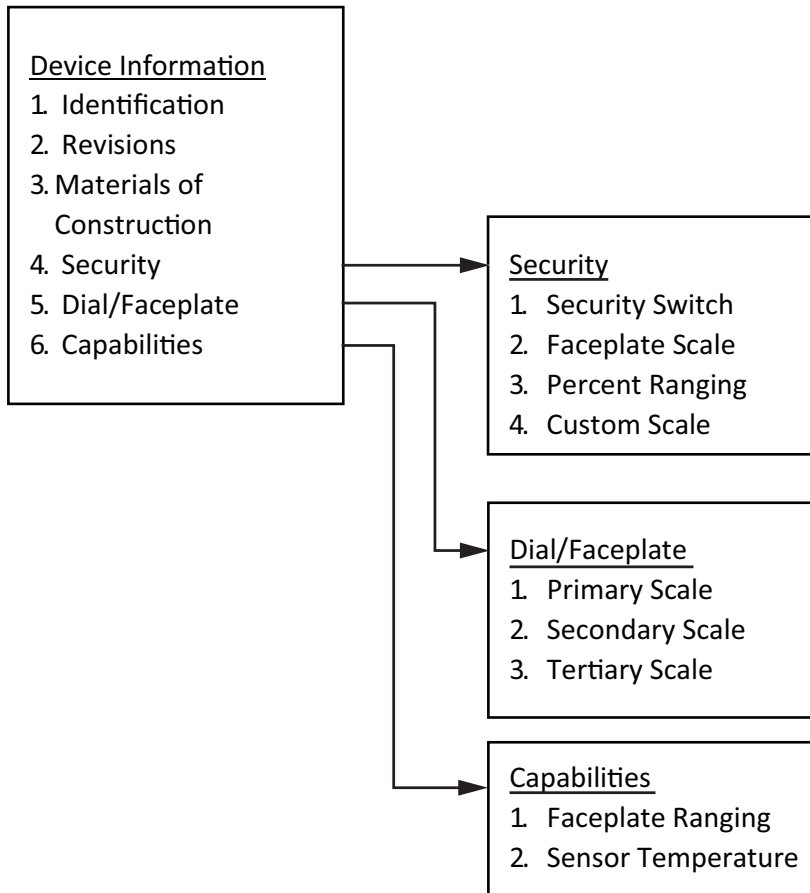 Device Information
1. Identification
2. Revisions
3. Materials of
Construction
4. Security
5. Dial/Faceplate
6. Capabilities
Security
1. Security Switch
2. Faceplate Scale
3. Percent Ranging
4. Custom Scale
Dial/Faceplate
1. Primary Scale
2. Secondary Scale
3. Tertiary Scale
Capabilities
1. Faceplate Ranging
2. Sensor Temperature